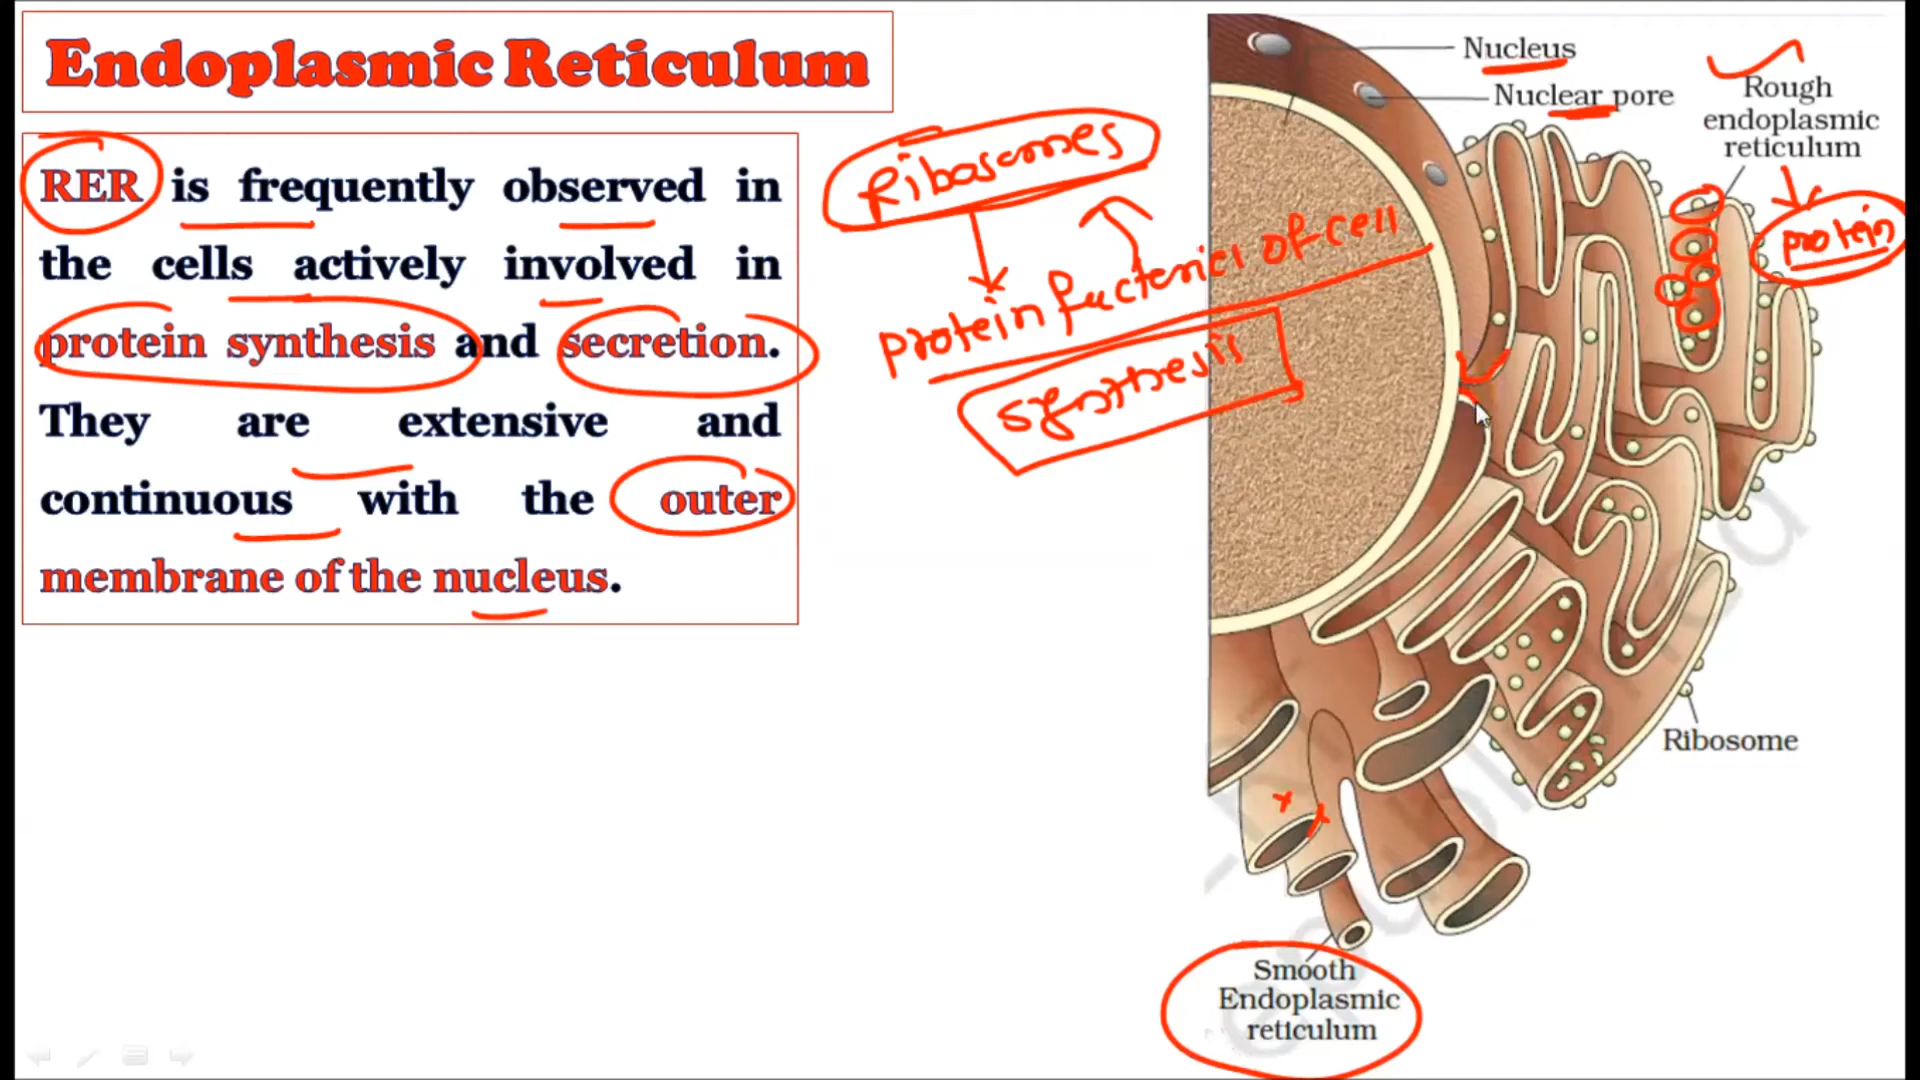 Endoplasmic Reticulum
RER is frequently observed in
the cells actively involved in
protein synthesis and secretion.
They are extensive and
continuous with the outer
membrane of the nucleus.
Ribosomes
protein factories of cell
synthesis
Nucleus
Nuclear pore
Rough
endoplasmic
reticulum
protein
Ribosome
Smooth
Endoplasmic
reticulum